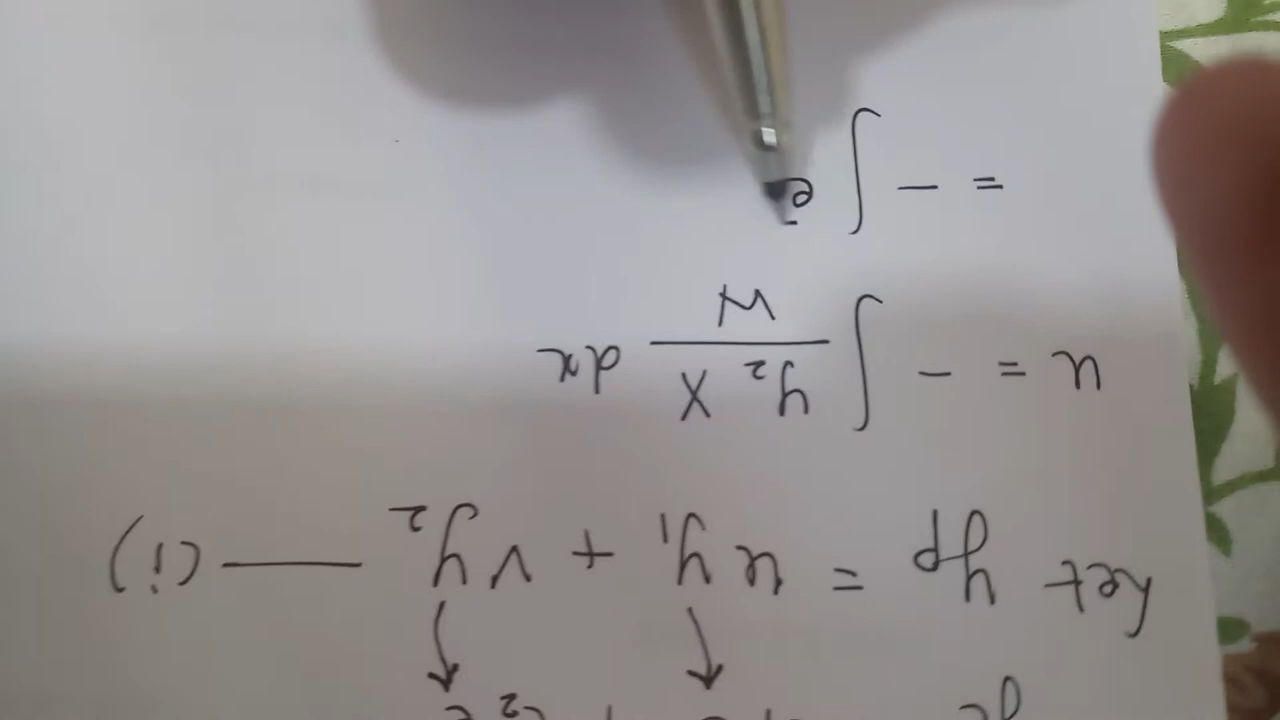 Let yp = u y₁ + v y₂ —— (i)
u = - ∫ y₂ X / W dx
= - ∫ e⁻